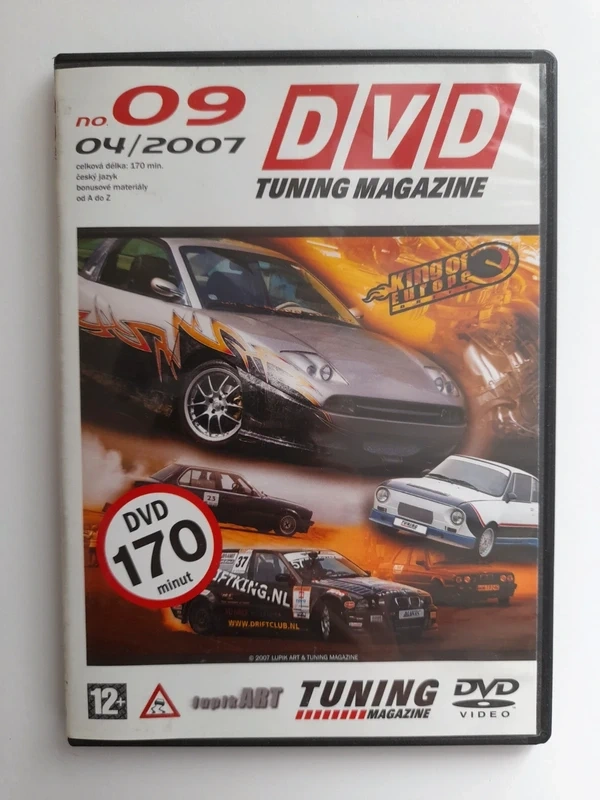 no. 09
04/2007
celková délka: 170 min.
český jazyk
bonusové materiály
od A do Z
DVD
TUNING MAGAZINE
King of
Europe
23
TUNING
DVD
170
minut
37
FTKING.NL
WWW.DRIFTCLUB.NL
© 2007 LUPIK ART & TUNING MAGAZINE
12+
lupikART
TUNING
MAGAZINE
DVD
VIDEO